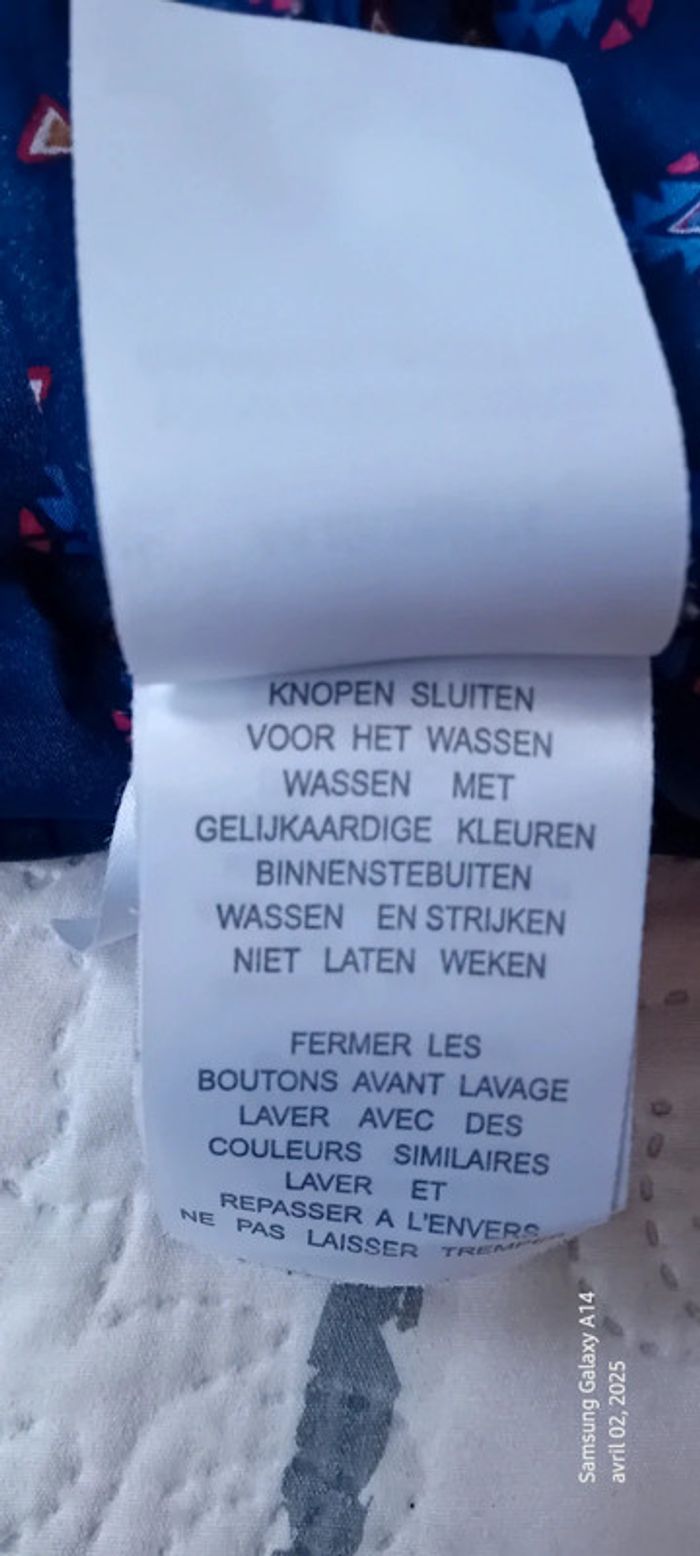 KNOPEN SLUITEN
VOOR HET WASSEN
WASSEN MET
GELIJKAARDIGE KLEUREN
BINNENSTEBUITEN
WASSEN EN STRIJKEN
NIET LATEN WEKEN
FERMER LES
BOUTONS AVANT LAVAGE
LAVER AVEC DES
COULEURS SIMILAIRES
LAVER ET
REPASSER A L'ENVERS
NE PAS LAISSER
Samsung Galaxy A14
avril 02, 2025